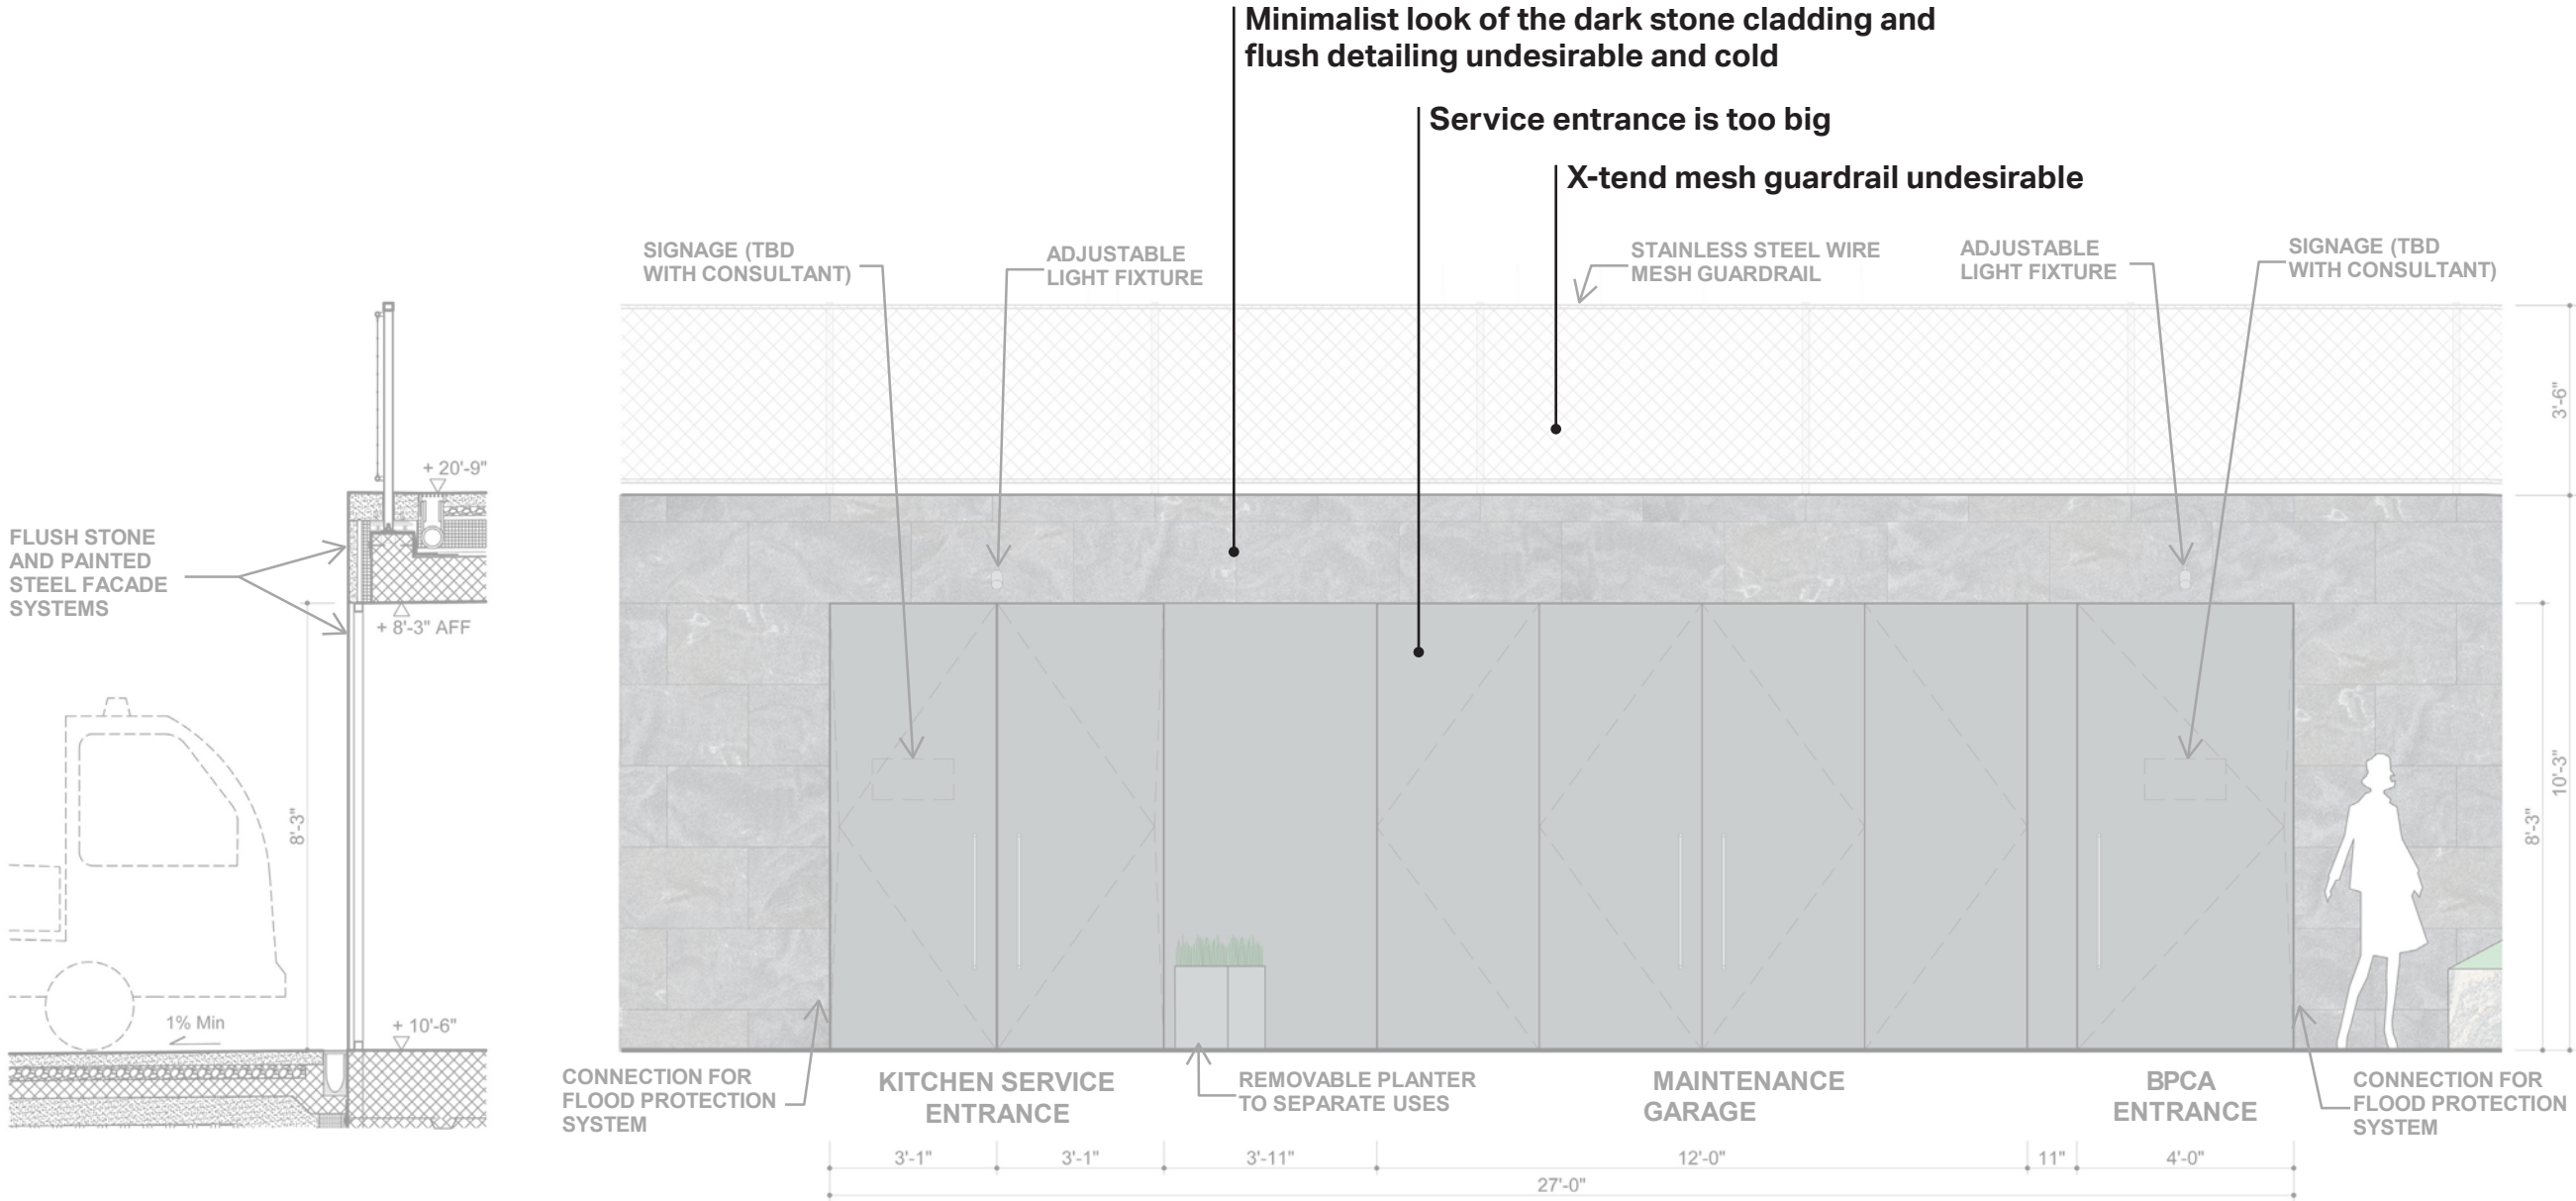 Minimalist look of the dark stone cladding and
flush detailing undesirable and cold
Service entrance is too big
X-tend mesh guardrail undesirable
SIGNAGE (TBD
WITH CONSULTANT)
ADJUSTABLE
LIGHT FIXTURE
STAINLESS STEEL WIRE
MESH GUARDRAIL
ADJUSTABLE
LIGHT FIXTURE
SIGNAGE (TBD
WITH CONSULTANT)
3'-6"
+ 20'-9"
FLUSH STONE
AND PAINTED
STEEL FACADE
SYSTEMS
+ 8'-3" AFF
8'-3"
10'-3"
8'-3"
1% Min
+ 10'-6"
CONNECTION FOR
FLOOD PROTECTION
SYSTEM
KITCHEN SERVICE
ENTRANCE
REMOVABLE PLANTER
TO SEPARATE USES
MAINTENANCE
GARAGE
BPCA
ENTRANCE
CONNECTION FOR
FLOOD PROTECTION
SYSTEM
3'-1"
3'-1"
3'-11"
12'-0"
11"
4'-0"
27'-0"